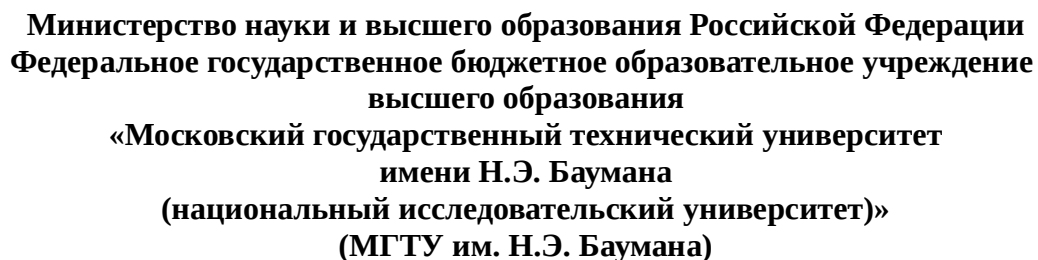 Министерство науки и высшего образования Российской Федерации
Федеральное государственное бюджетное образовательное учреждение
высшего образования
«Московский государственный технический университет
имени Н.Э. Баумана
(национальный исследовательский университет)»
(МГТУ им. Н.Э. Баумана)